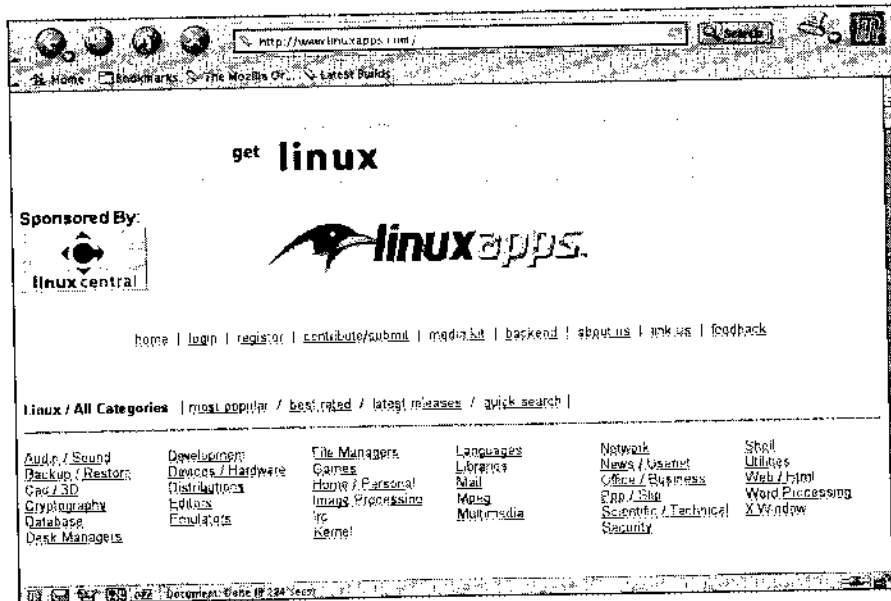 http://www.linuxapps.com/ Search
Home Bookmarks The Mozilla Or... Latest Builds
get linux
Sponsored By:
linux central
linuxapps
home | login | register | contribute/submit | media kit | backend | about us | link us | feedback
Linux / All Categories | most popular / best rated / latest releases / quick search |
Audio / Sound
Backup / Restore
Cad / 3D
Cryptography
Database
Desk Managers
Development
Devices / Hardware
Distributions
Editors
Emulators
File Managers
Games
Home / Personal
Image Processing
Irc
Kernel
Languages
Libraries
Mail
Mpeg
Multimedia
Network
News / Usenet
Office / Business
Ppp / Slip
Scientific / Technical
Security
Shell
Utilities
Web / Html
Word Processing
X Window
Document: Done